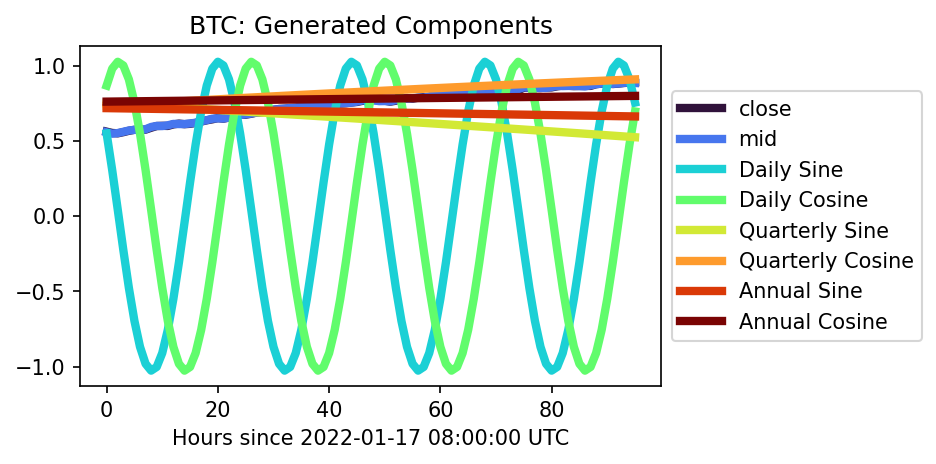 BTC: Generated Components
1.0
0.5
0.0
−0.5
−1.0
0 20 40 60 80
Hours since 2022-01-17 08:00:00 UTC
close
mid
Daily Sine
Daily Cosine
Quarterly Sine
Quarterly Cosine
Annual Sine
Annual Cosine